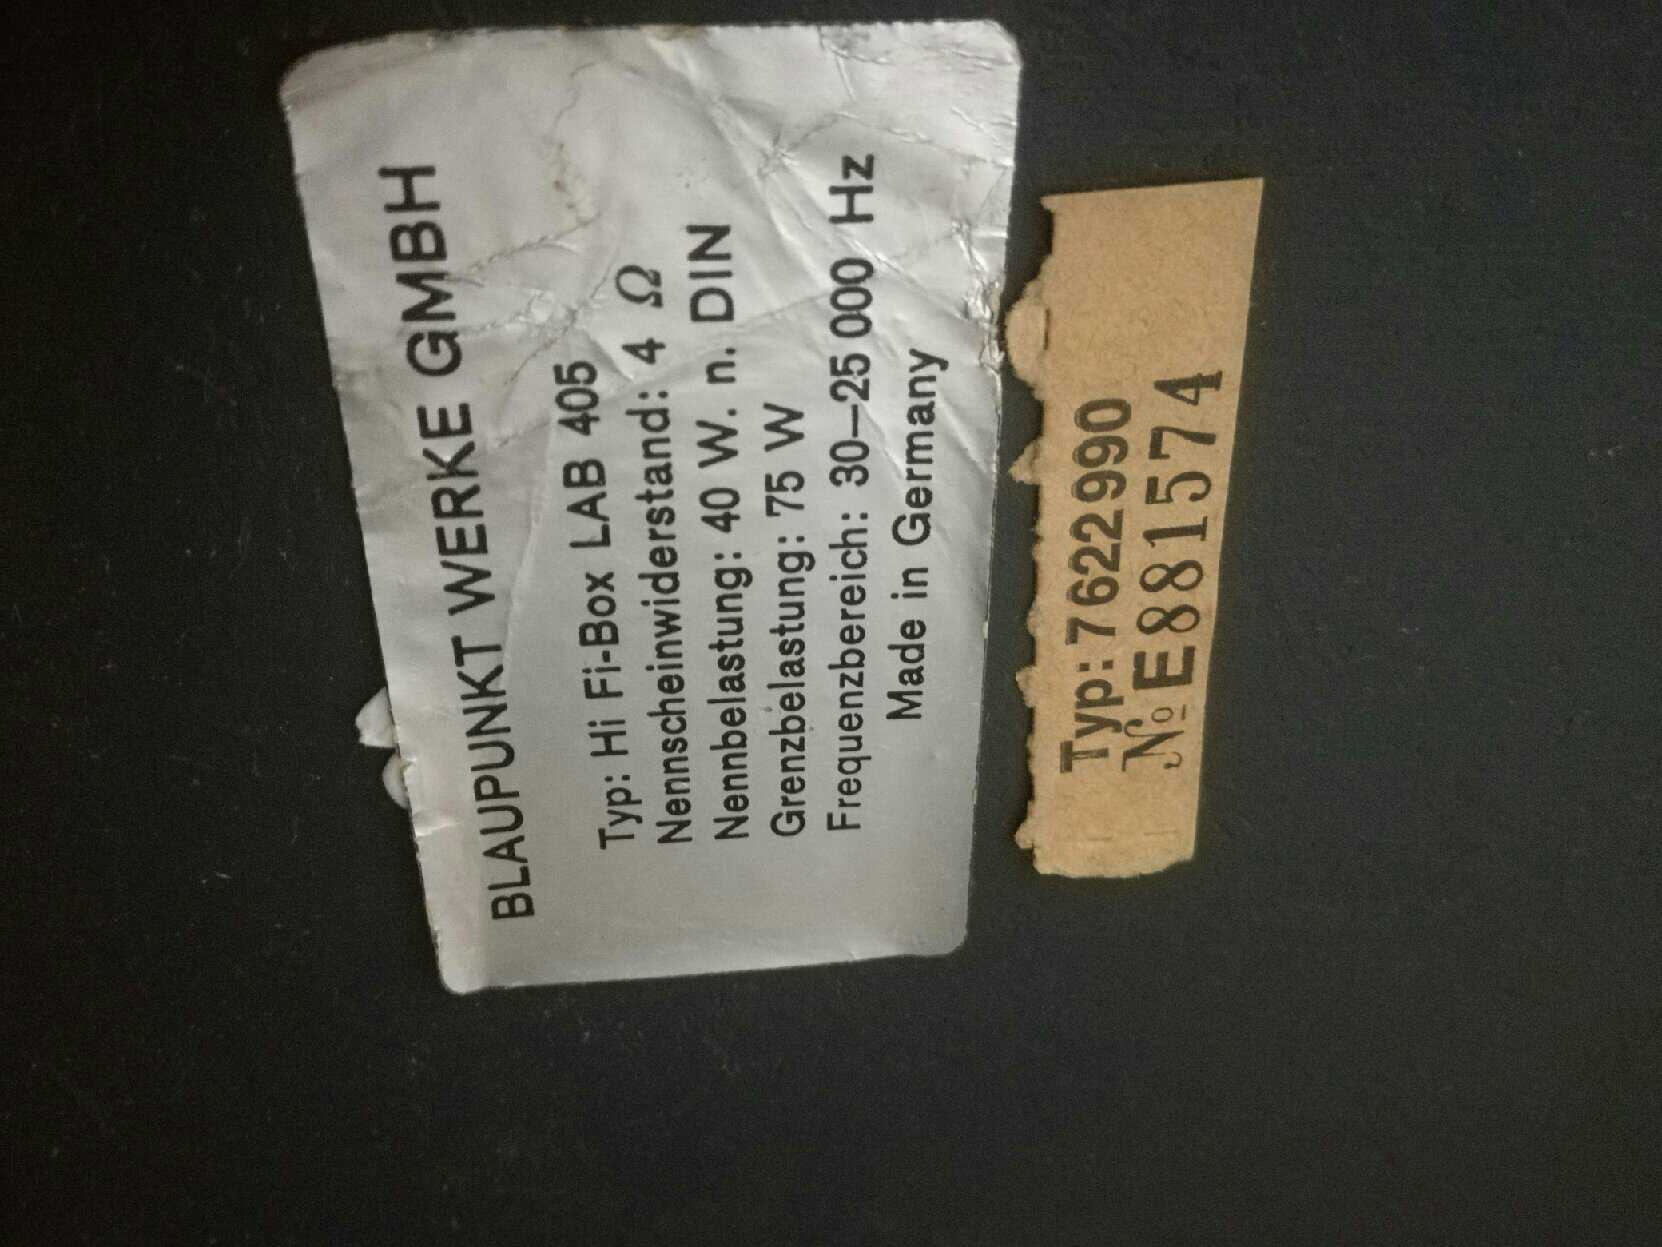 BLAUPUNKT WERKE GMBH
Typ: Hi Fi-Box LAB 405
Nennscheinwiderstand: 4 Ω
Nennbelastung: 40 W. n. DIN
Grenzbelastung: 75 W
Frequenzbereich: 30–25 000 Hz
Made in Germany
Typ: 7622990
№ E881574